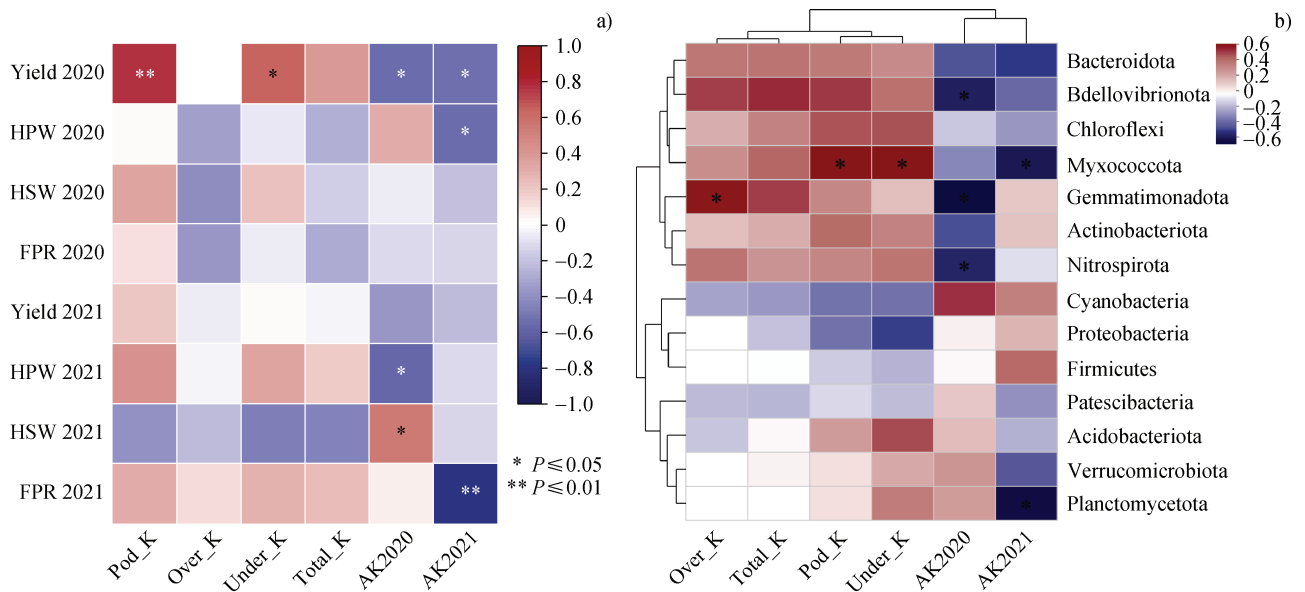 a)
Yield 2020
HPW 2020
HSW 2020
FPR 2020
Yield 2021
HPW 2021
HSW 2021
FPR 2021
** * * *
*
*
*
**
Pod_K Over_K Under_K Total_K AK2020 AK2021
1.0
0.8
0.6
0.4
0.2
0
−0.2
−0.4
−0.6
−0.8
−1.0
* P≤0.05
** P≤0.01
b)
Bacteroidota
* Bdellovibrionota
Chloroflexi
* * * Myxococcota
* * Gemmatimonadota
Actinobacteriota
* Nitrospirota
Cyanobacteria
Proteobacteria
Firmicutes
Patescibacteria
Acidobacteriota
Verrucomicrobiota
* Planctomycetota
Over_K Total_K Pod_K Under_K AK2020 AK2021
0.6
0.4
0.2
0
−0.2
−0.4
−0.6